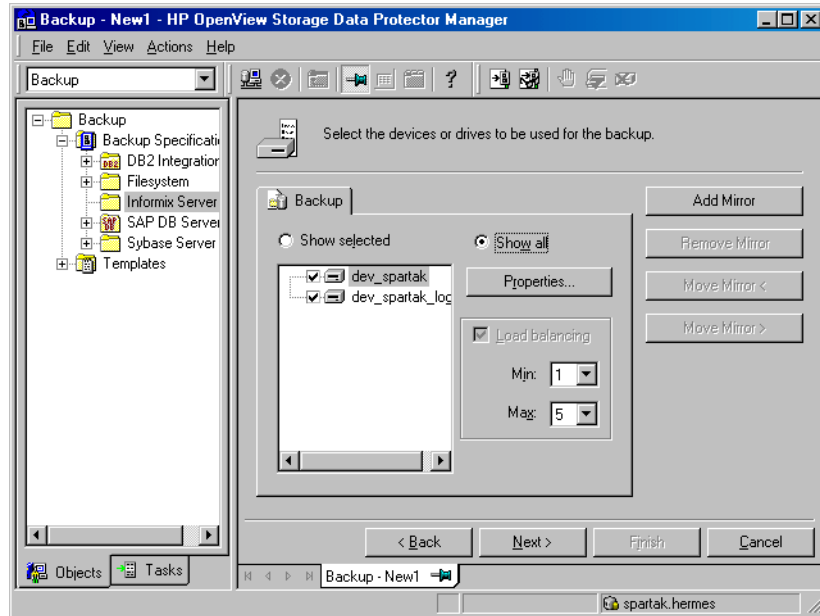 Backup - New1 - HP OpenView Storage Data Protector Manager
File Edit View Actions Help
Backup
Backup
Backup Specificati
DB2 Integration
Filesystem
Informix Server
SAP DB Server
Sybase Server
Templates
Objects
Tasks
Select the devices or drives to be used for the backup.
Backup
Show selected
Show all
dev_spartak
dev_spartak_log
Properties...
Load balancing
Min: 1
Max: 5
Add Mirror
Remove Mirror
Move Mirror <
Move Mirror >
< Back
Next >
Finish
Cancel
Backup - New1
spartak.hermes